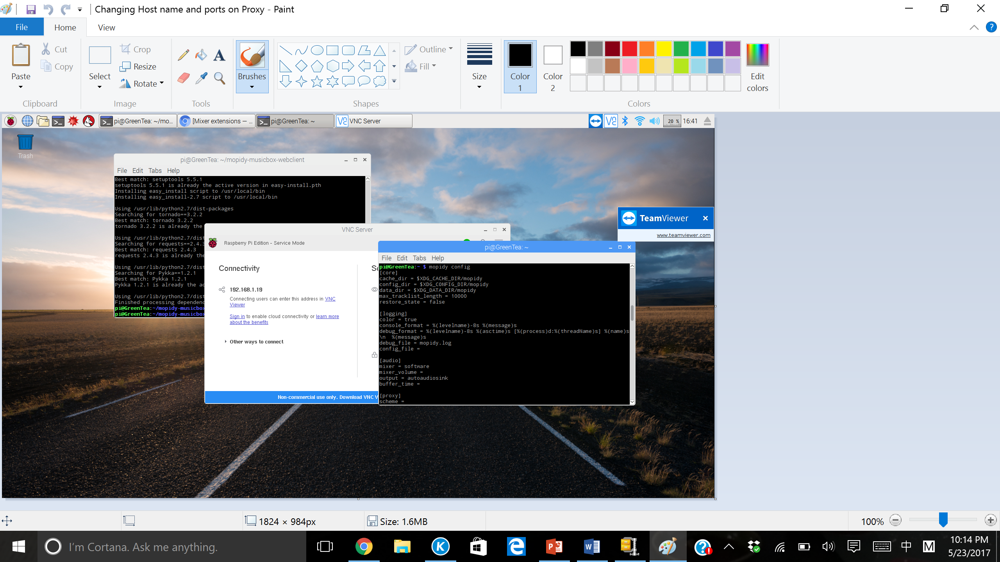 Changing Host name and ports on Proxy - Paint
File
Home
View
Paste
Cut
Copy
Clipboard
Select
Crop
Resize
Rotate
Image
A
Tools
Brushes
Outline
Fill
Shapes
Size
Color
1
Color
2
Edit
colors
Colors
pi@GreenTea: ~/mo...
[Mixer extensions — ...
pi@GreenTea: ~
VNC Server
20 %
16:41
Trash
pi@GreenTea: ~/mopidy-musicbox-webclient
File Edit Tabs Help
Best match: setuptools 5.5.1
setuptools 5.5.1 is already the active version in easy-install.pth
Installing easy_install script to /usr/local/bin
Installing easy_install-2.7 script to /usr/local/bin
Using /usr/lib/python2.7/dist-packages
Searching for tornado==3.2.2
Best match: tornado 3.2.2
tornado 3.2.2 is already the
Using /usr/lib/python2.7/dist
Searching for requests==2.4.3
Best match: requests 2.4.3
requests 2.4.3 is already the
Using /usr/lib/python2.7/dist
Searching for Pykka==1.2.1
Best match: Pykka 1.2.1
Pykka 1.2.1 is already the ac
Using /usr/lib/python2.7/dist
Finished processing dependenc
pi@GreenTea:~/mopidy-musicbox
pi@GreenTea:~/mopidy-musicbox
VNC Server
Raspberry Pi Edition - Service Mode
Connectivity
192.168.1.19
Connecting users can enter this address in VNC
Viewer
Sign in to enable cloud connectivity or learn more
about the benefits
Other ways to connect
Non-commercial use only. Download VNC V
TeamViewer
www.teamviewer.com
pi@GreenTea: ~
File Edit Tabs Help
pi@GreenTea:~ $ mopidy config
[core]
cache_dir = $XDG_CACHE_DIR/mopidy
config_dir = $XDG_CONFIG_DIR/mopidy
data_dir = $XDG_DATA_DIR/mopidy
max_tracklist_length = 10000
restore_state = false
[logging]
color = true
console_format = %(levelname)-8s %(message)s
debug_format = %(levelname)-8s %(asctime)s [%(process)d:%(threadName)s] %(name)s
\n  %(message)s
debug_file = mopidy.log
config_file =
[audio]
mixer = software
mixer_volume =
output = autoaudiosink
buffer_time =
[proxy]
scheme =
1824 × 984px
Size: 1.6MB
100%
I'm Cortana. Ask me anything.
中
M
10:14 PM
5/23/2017